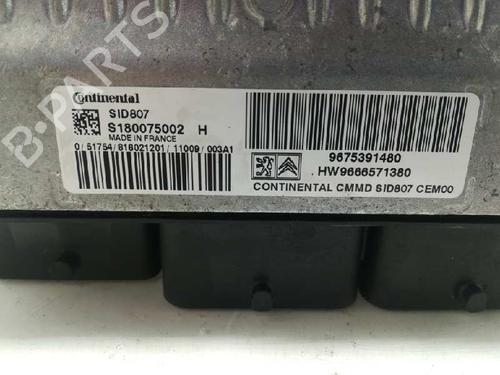 B-PARTS
Continental
SID807
S180075002 H
MADE IN FRANCE
0/51754/818021201/11009/003A1
9675391480
HW9666571380
CONTINENTAL CMMD SID807 CEM00